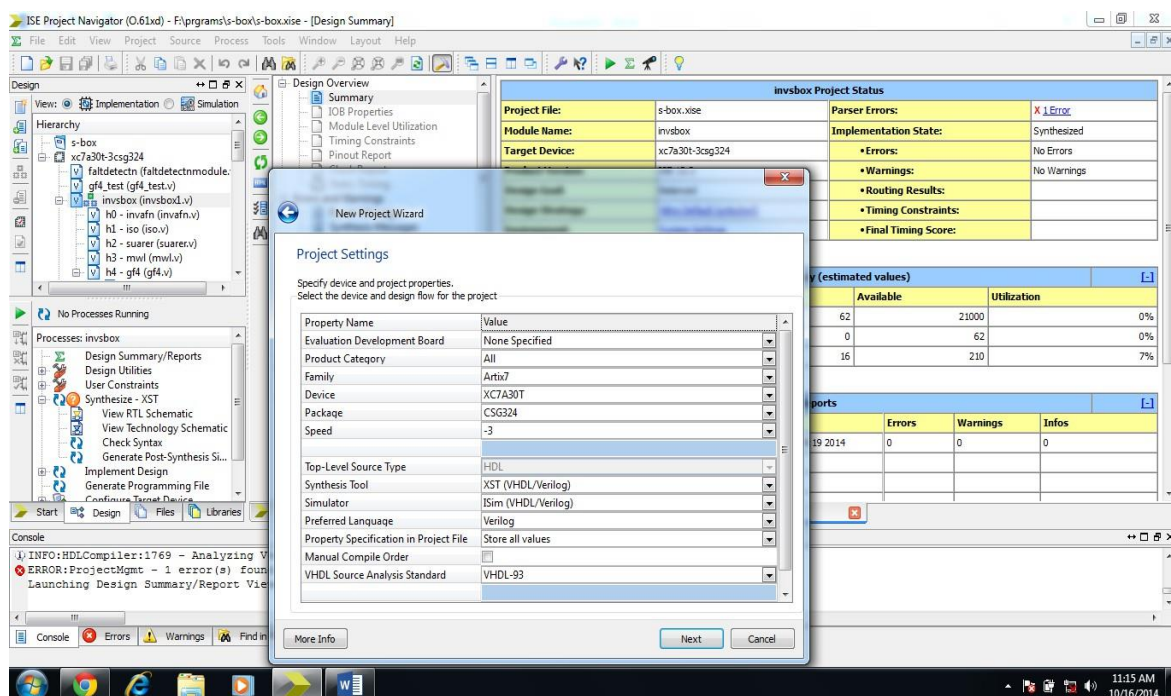 ISE Project Navigator (O.61xd) - F:\prgrams\s-box\s-box.xise - [Design Summary]
File Edit View Project Source Process Tools Window Layout Help
Design
View: Implementation Simulation
Hierarchy
s-box
xc7a30t-3csg324
faltdetectn (faltdetectnmodule.
gf4_test (gf4_test.v)
invsbox (invsbox1.v)
h0 - invafn (invafn.v)
h1 - iso (iso.v)
h2 - suarer (suarer.v)
h3 - mwl (mwl.v)
h4 - gf4 (gf4.v)
No Processes Running
Processes: invsbox
Design Summary/Reports
Design Utilities
User Constraints
Synthesize - XST
View RTL Schematic
View Technology Schematic
Check Syntax
Generate Post-Synthesis Si...
Implement Design
Generate Programming File
Configure Target Device
Start Design Files Libraries
Design Overview
Summary
IOB Properties
Module Level Utilization
Timing Constraints
Pinout Report
invsbox Project Status
Project File: s-box.xise Parser Errors: X 1 Error
Module Name: invsbox Implementation State: Synthesized
Target Device: xc7a30t-3csg324 •Errors: No Errors
•Warnings: No Warnings
•Routing Results:
•Timing Constraints:
•Final Timing Score:
y (estimated values) [-]
Available Utilization
62 21000 0%
0 62 0%
16 210 7%
ports [-]
Errors Warnings Infos
:19 2014 0 0 0
New Project Wizard
Project Settings
Specify device and project properties.
Select the device and design flow for the project
Property Name Value
Evaluation Development Board None Specified
Product Category All
Family Artix7
Device XC7A30T
Package CSG324
Speed -3
Top-Level Source Type HDL
Synthesis Tool XST (VHDL/Verilog)
Simulator ISim (VHDL/Verilog)
Preferred Language Verilog
Property Specification in Project File Store all values
Manual Compile Order
VHDL Source Analysis Standard VHDL-93
More Info Next Cancel
Console
INFO:HDLCompiler:1769 - Analyzing V
ERROR:ProjectMgmt - 1 error(s) foun
Launching Design Summary/Report Vie
Console Errors Warnings Find in
11:15 AM
10/16/2014